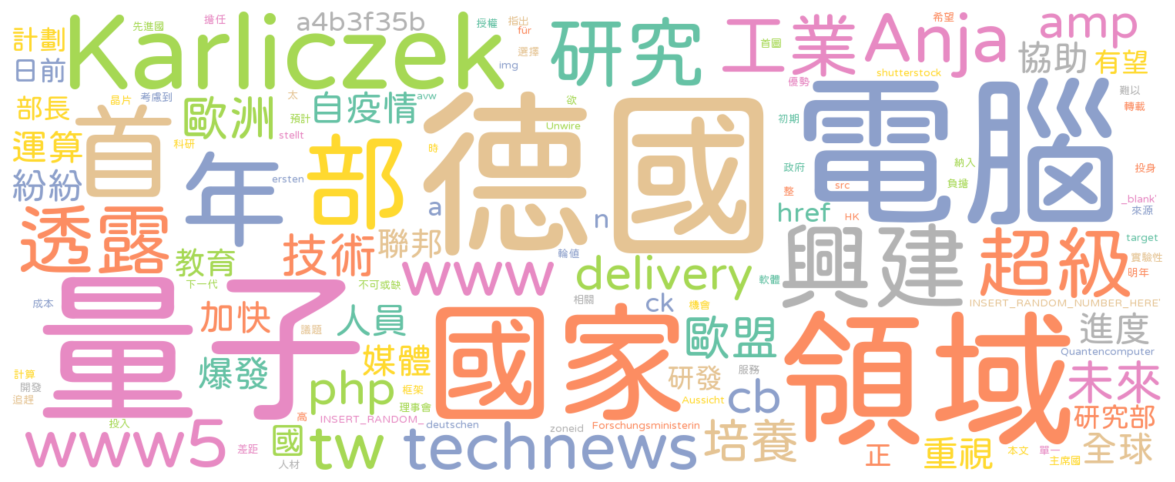 計劃
先進國
擔任
a4b3f35b
Karliczek
授權
指出
für
選擇
img
研究
首圖
工業
Anja
希望
amp
協助
有望
日前
部長
晶片
考慮到
歐洲
太
預計
自疫情
avw
欲
Unwire
優勢
shutterstock
難以
轉載
運算
首
科研
stellt
德國
初期
電腦
紛紛
年
ersten
部
時
政府
整
納入
負擔
src
投身
_blank'
來源
a
n
HK
href
透露
技術
聯邦
輪值
興建
超級
target
實驗性
明年
教育
下一代
不可或缺
www
delivery
軟體
INSERT_RANDOM_NUMBER_HERE'
成本
量子
加快
議題
人員
相關
ck
機會
國家
歐盟
領域
進度
Quantencomputer
計算
開發
追趕
爆發
媒體
框架
理事會
php
研發
服務
cb
Aussicht
未來
投入
INSERT_RANDOM_
高
deutschen
zoneid
Forschungsministerin
研究部
www5
差距
國
人材
tw
technews
培養
正
重視
本文
單一
主席國
全球